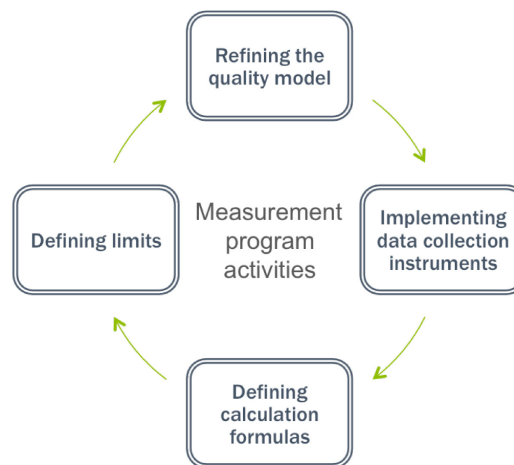 Refining the
quality model
Measurement
program
activities
Implementing
data collection
instruments
Defining
calculation
formulas
Defining limits